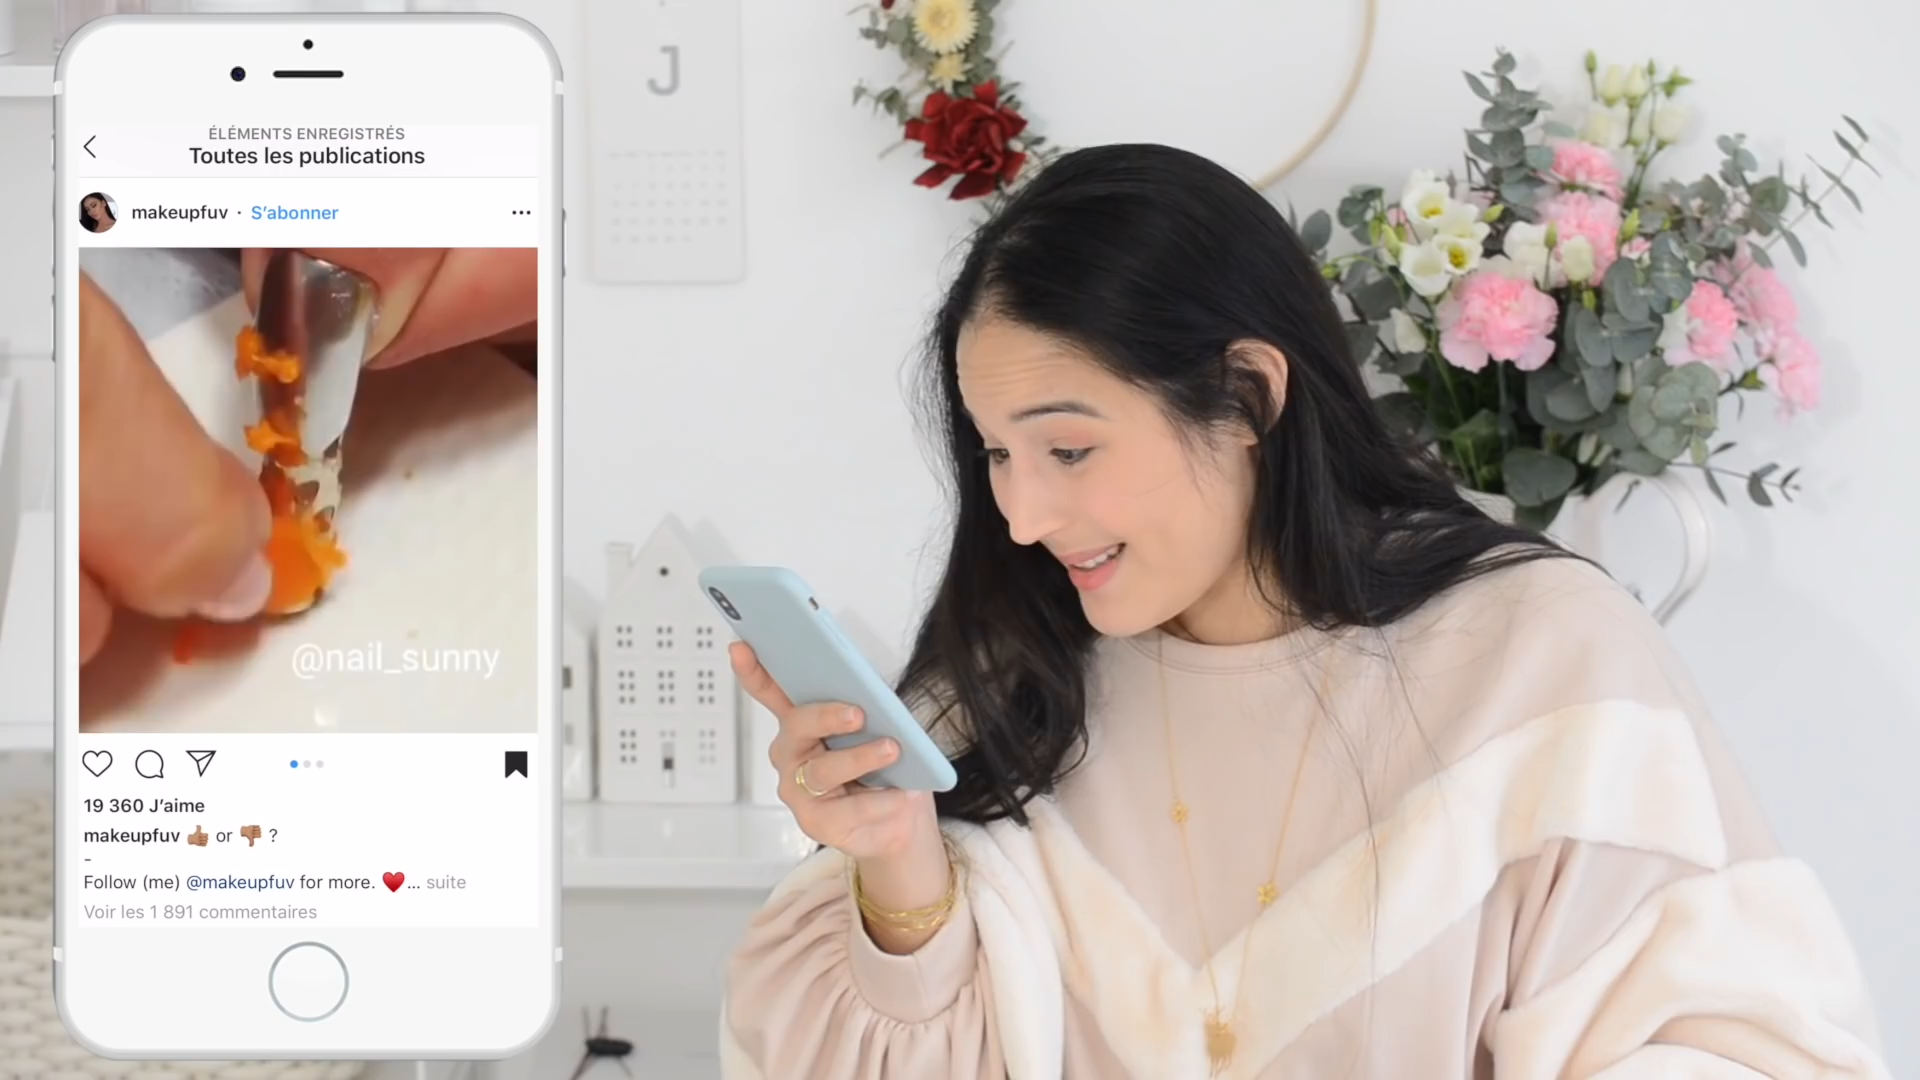 J
ÉLÉMENTS ENREGISTRÉS
Toutes les publications
makeupfuv · S'abonner
@nail_sunny
19 360 J'aime
makeupfuv 👍🏽 or 👎🏽 ?
-
Follow (me) @makeupfuv for more. ❤️... suite
Voir les 1 891 commentaires